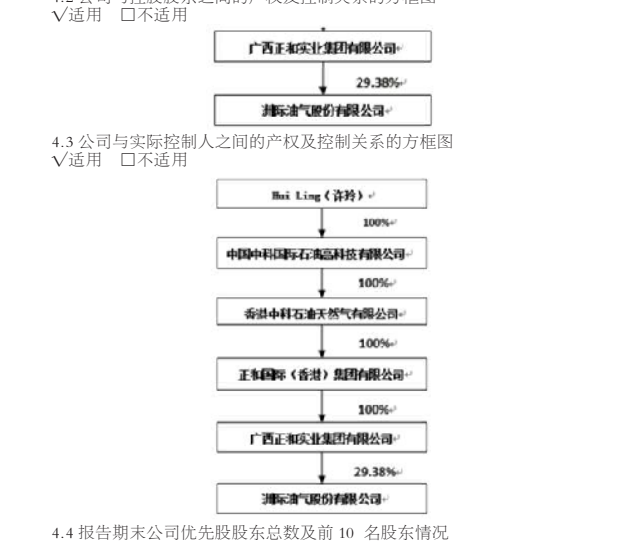 4.2 公司与控股股东之间的产权及控制关系的方框图
√适用 □不适用
广西正和实业集团有限公司
29.38%
洲际油气股份有限公司
4.3 公司与实际控制人之间的产权及控制关系的方框图
√适用 □不适用
Hui Ling（许玲）
100%
中国中科国际石油高科技有限公司
100%
香港中科石油天然气有限公司
100%
正和国际（香港）集团有限公司
100%
广西正和实业集团有限公司
29.38%
洲际油气股份有限公司
4.4 报告期末公司优先股股东总数及前 10 名股东情况